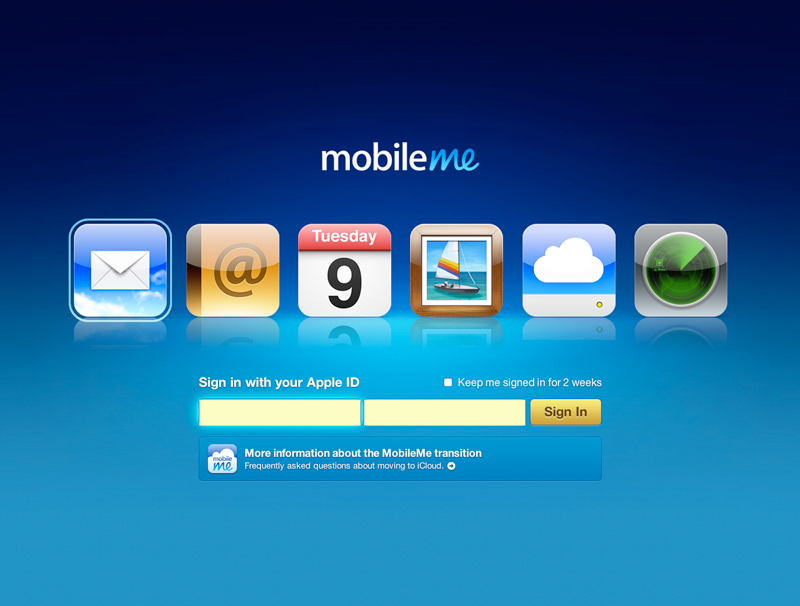 mobileme
@
Tuesday
9
Sign in with your Apple ID
Keep me signed in for 2 weeks
Sign In
mobile
me
More information about the MobileMe transition
Frequently asked questions about moving to iCloud.